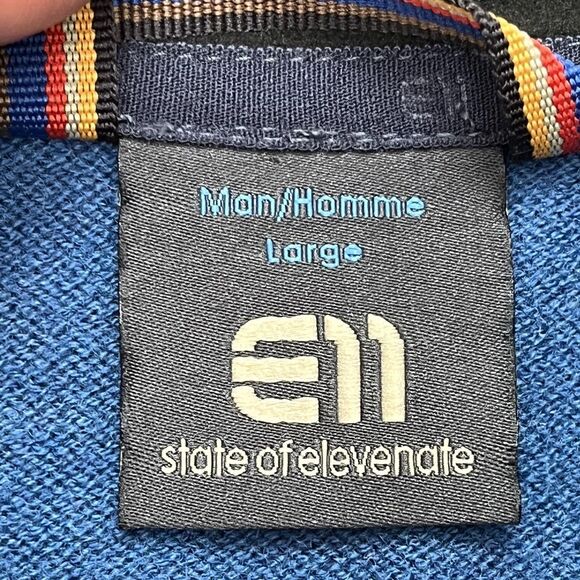 Man/Homme
Large
E11
state of elevenate